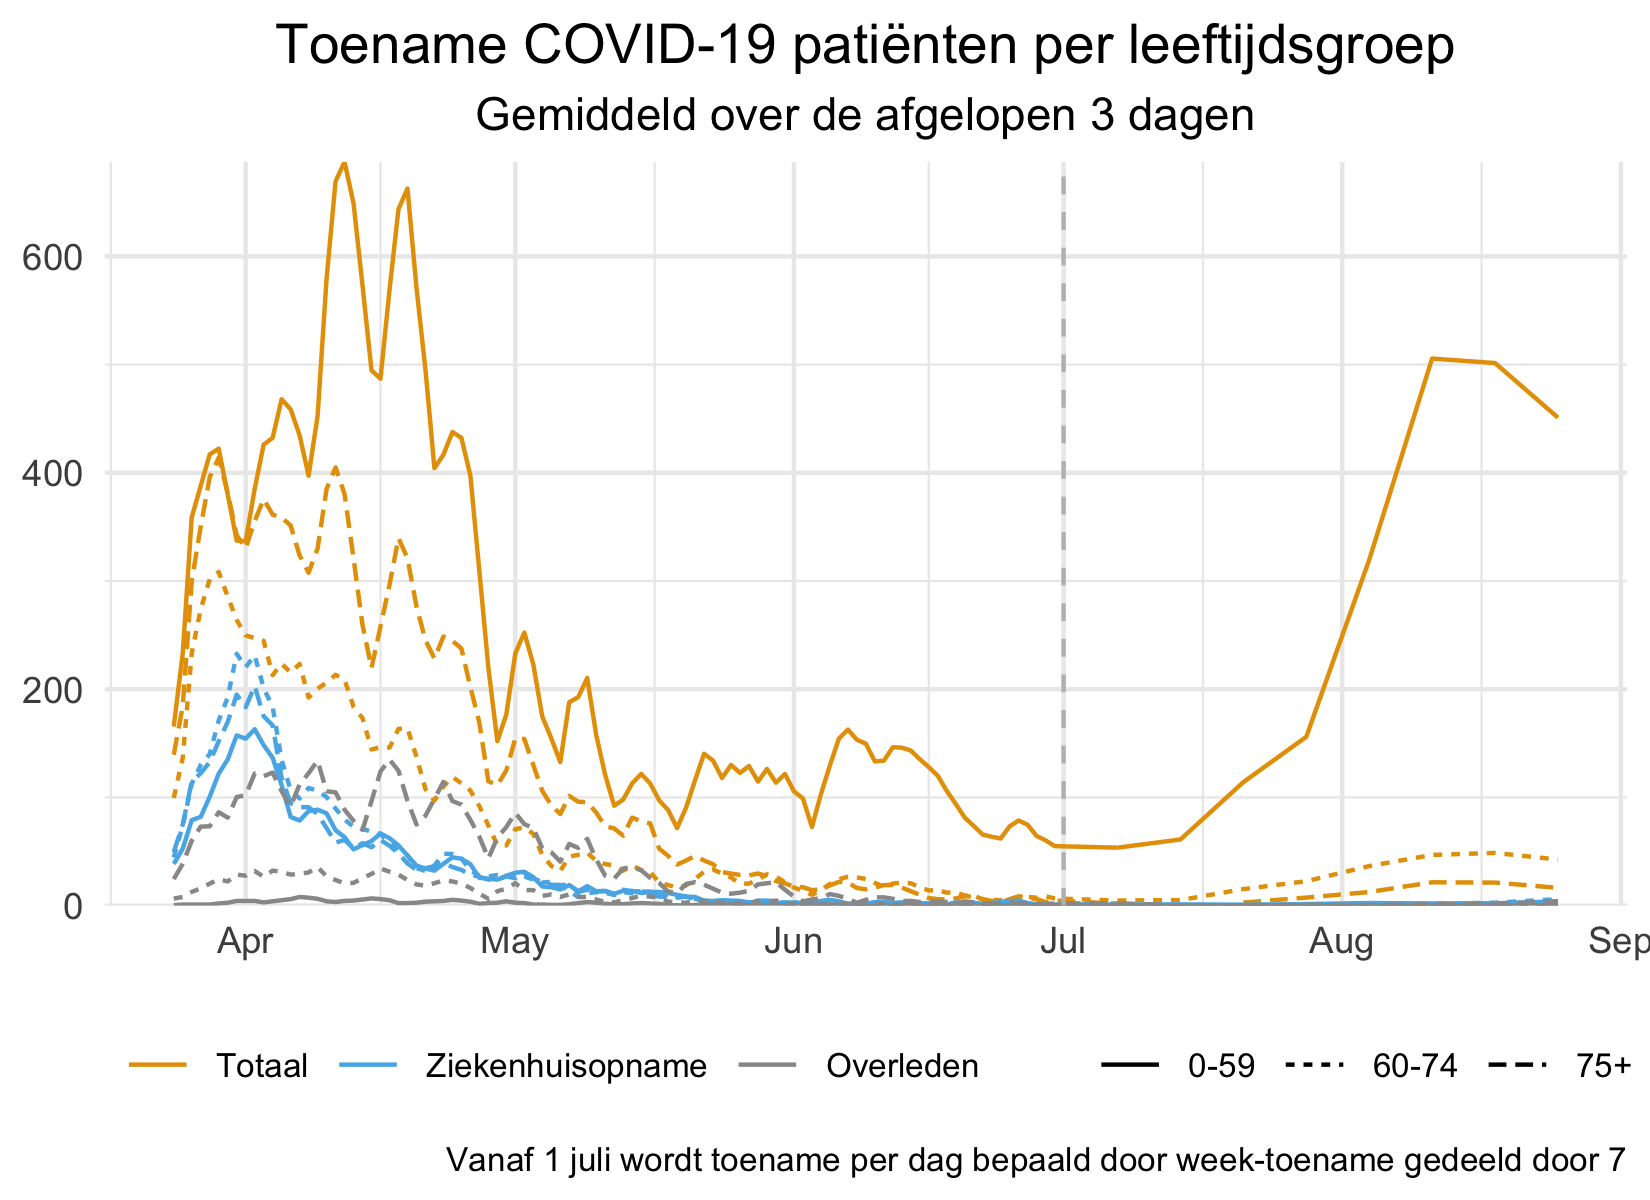 Toename COVID-19 patiënten per leeftijdsgroep
Gemiddeld over de afgelopen 3 dagen
600
400
200
0
Apr May Jun Jul Aug Sep
Totaal Ziekenhuisopname Overleden 0-59 60-74 75+
Vanaf 1 juli wordt toename per dag bepaald door week-toename gedeeld door 7